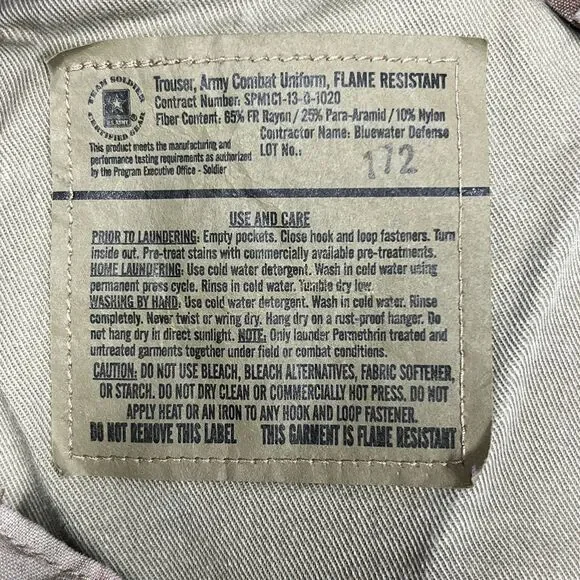 TEAM SOLDIER
CERTIFIED GEAR
Trouser, Army Combat Uniform, FLAME RESISTANT
Contract Number: SPM1C1-13-D-1020
Fiber Content: 65% FR Rayon / 25% Para-Aramid / 10% Nylon
Contractor Name: Bluewater Defense
LOT No.: 172
This product meets the manufacturing and
performance testing requirements as authorized
by the Program Executive Office - Soldier
USE AND CARE
PRIOR TO LAUNDERING: Empty pockets. Close hook and loop fasteners. Turn
inside out. Pre-treat stains with commercially available pre-treatments.
HOME LAUNDERING: Use cold water detergent. Wash in cold water using
permanent press cycle. Rinse in cold water. Tumble dry low.
WASHING BY HAND: Use cold water detergent. Wash in cold water. Rinse
completely. Never twist or wring dry. Hang dry on a rust-proof hanger. Do
not hang dry in direct sunlight. NOTE: Only launder Permethrin treated and
untreated garments together under field or combat conditions.
CAUTION: DO NOT USE BLEACH, BLEACH ALTERNATIVES, FABRIC SOFTENER,
OR STARCH. DO NOT DRY CLEAN OR COMMERCIALLY HOT PRESS. DO NOT
APPLY HEAT OR AN IRON TO ANY HOOK AND LOOP FASTENER.
DO NOT REMOVE THIS LABEL THIS GARMENT IS FLAME RESISTANT